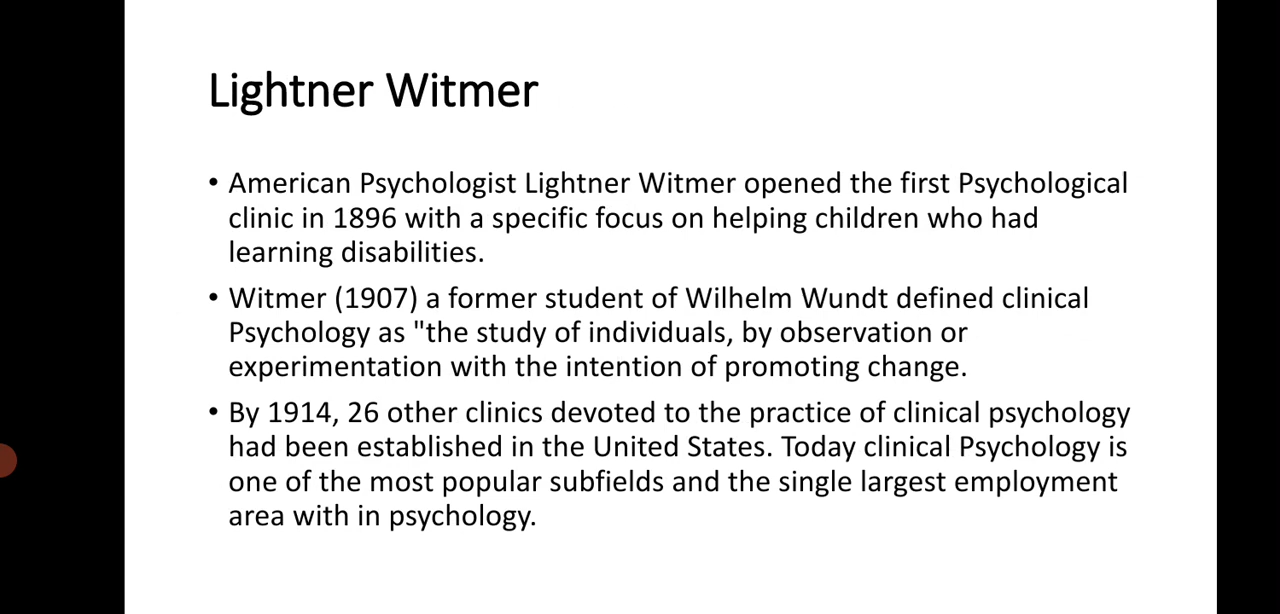 Lightner Witmer
• American Psychologist Lightner Witmer opened the first Psychological
clinic in 1896 with a specific focus on helping children who had
learning disabilities.
• Witmer (1907) a former student of Wilhelm Wundt defined clinical
Psychology as "the study of individuals, by observation or
experimentation with the intention of promoting change.
• By 1914, 26 other clinics devoted to the practice of clinical psychology
had been established in the United States. Today clinical Psychology is
one of the most popular subfields and the single largest employment
area with in psychology.